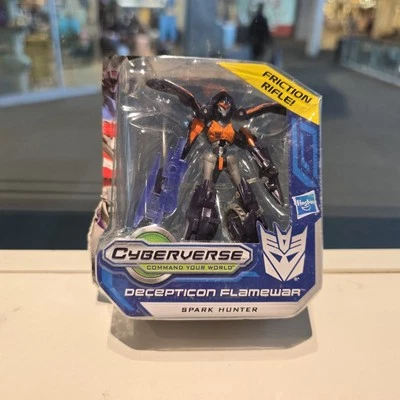 FRICTION
RIFLE!
Hasbro
CYBERVERSE
COMMAND YOUR WORLD
DECEPTICON FLAMEWAR
SPARK HUNTER